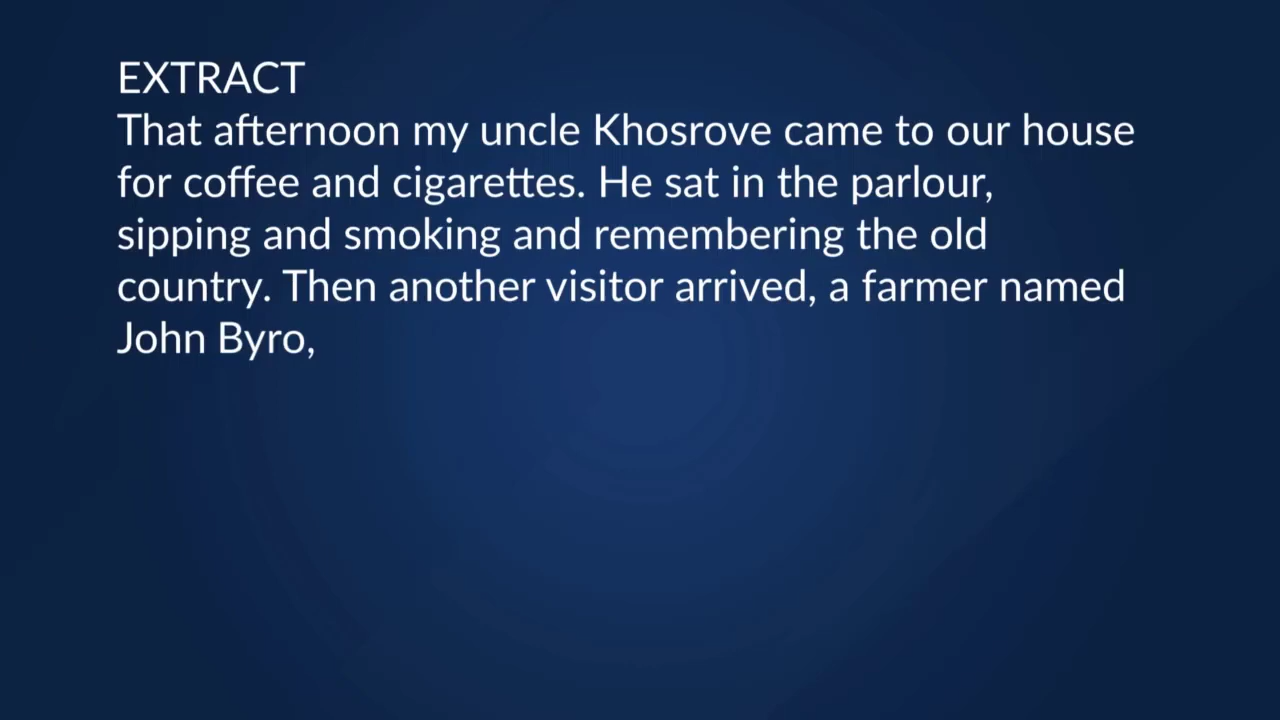 EXTRACT
That afternoon my uncle Khosrove came to our house
for coffee and cigarettes. He sat in the parlour,
sipping and smoking and remembering the old
country. Then another visitor arrived, a farmer named
John Byro,